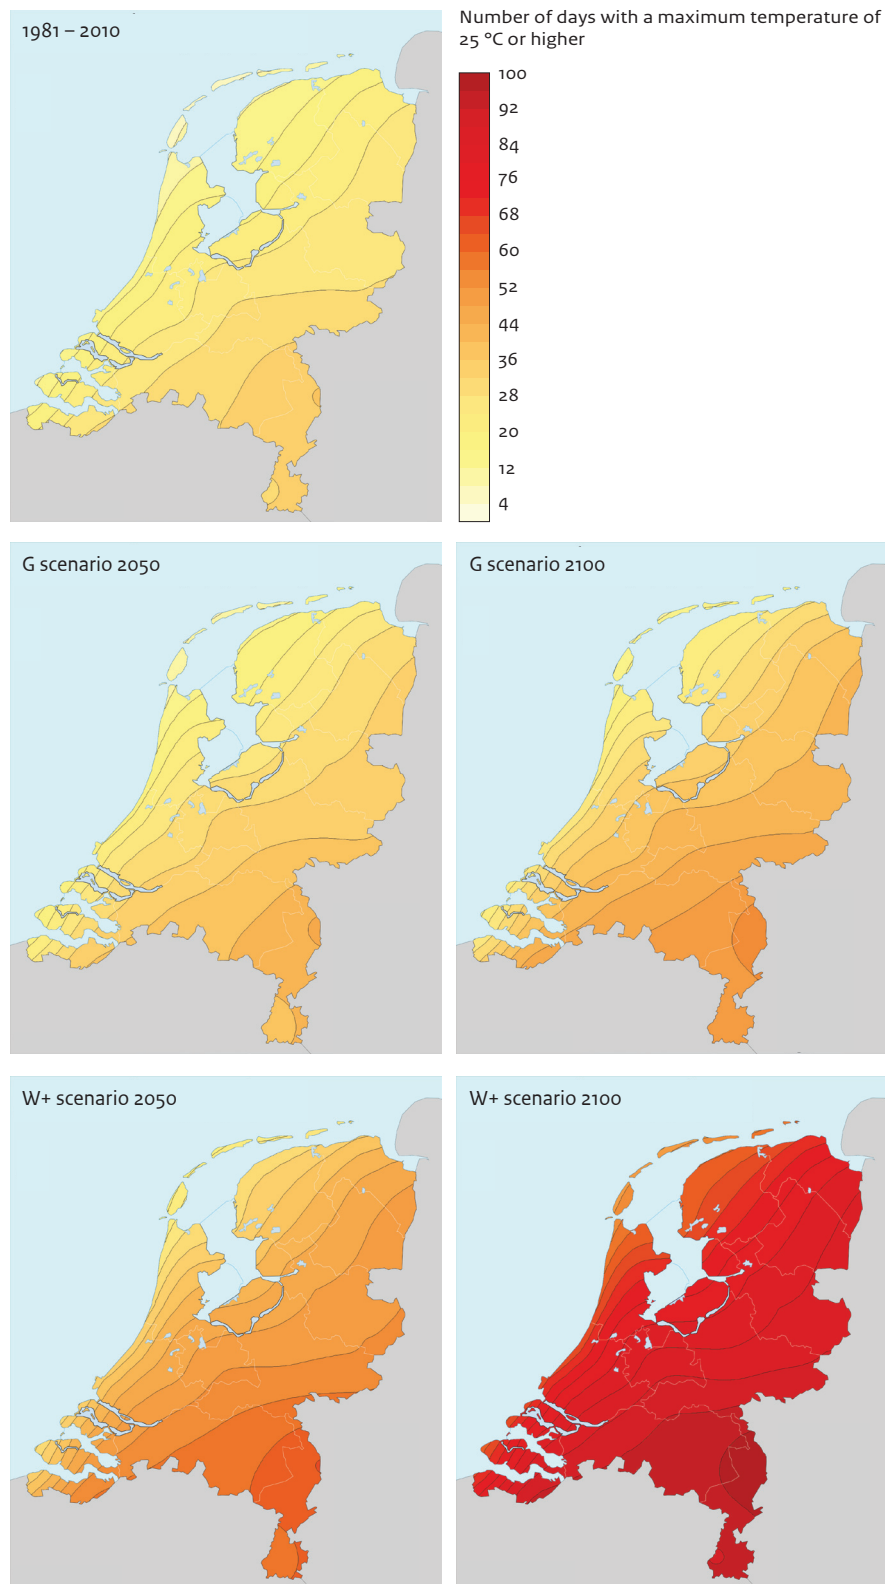 1981 – 2010
Number of days with a maximum temperature of
25 °C or higher
100
92
84
76
68
60
52
44
36
28
20
12
4
G scenario 2050
G scenario 2100
W+ scenario 2050
W+ scenario 2100